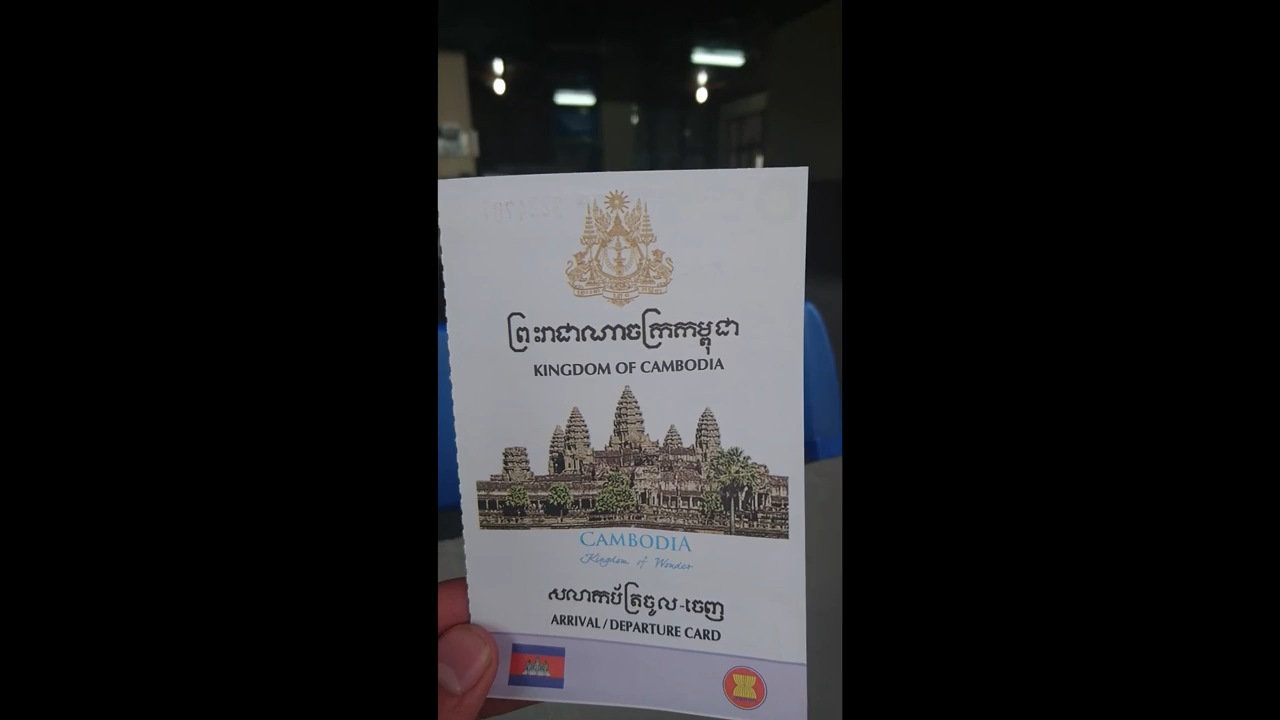 ព្រះរាជាណាចក្រកម្ពុជា
KINGDOM OF CAMBODIA
CAMBODIA
Kingdom of Wonder
សលាកប័ត្រចូល-ចេញ
ARRIVAL / DEPARTURE CARD